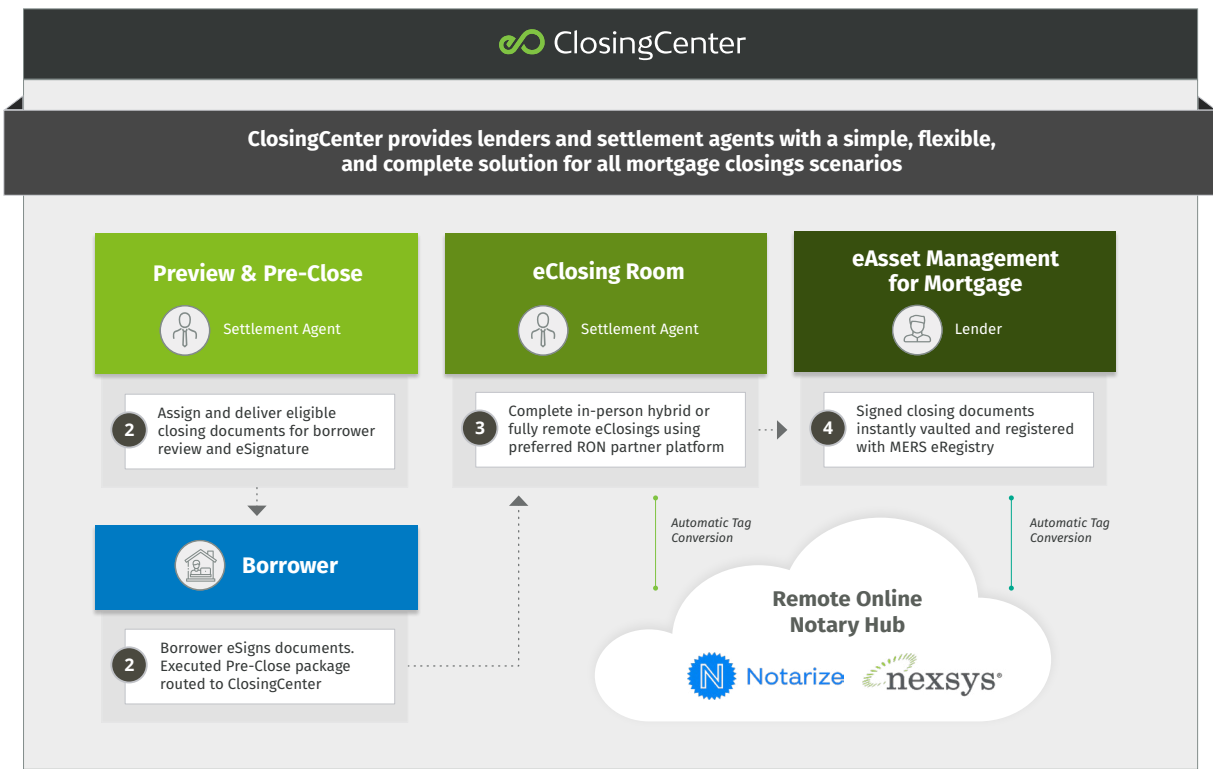 ClosingCenter
ClosingCenter provides lenders and settlement agents with a simple, flexible,
and complete solution for all mortgage closings scenarios
Preview & Pre-Close
Settlement Agent
2
Assign and deliver eligible
closing documents for borrower
review and eSignature
Borrower
2
Borrower eSigns documents.
Executed Pre-Close package
routed to ClosingCenter
eClosing Room
Settlement Agent
3
Complete in-person hybrid or
fully remote eClosings using
preferred RON partner platform
eAsset Management
for Mortgage
Lender
4
Signed closing documents
instantly vaulted and registered
with MERS eRegistry
Automatic Tag
Conversion
Automatic Tag
Conversion
Remote Online
Notary Hub
N Notarize
nexsys®